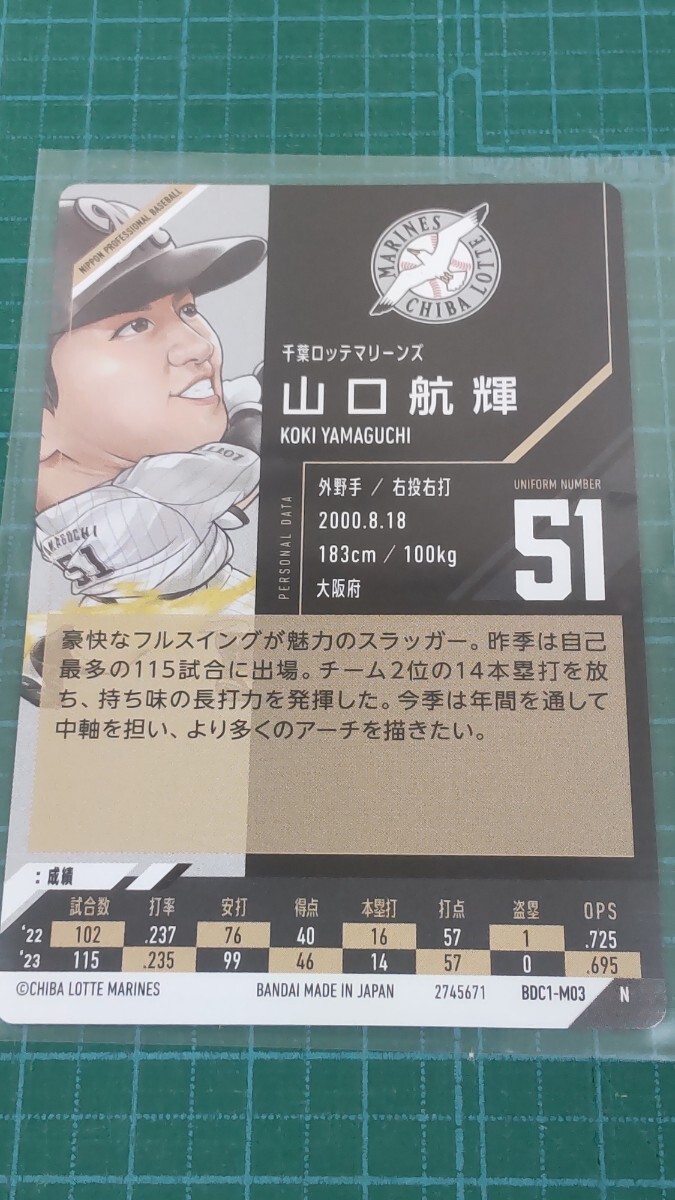 NIPPON PROFESSIONAL BASEBALL
MARINES
CHIBA LOTTE
千葉ロッテマリーンズ
山口航輝
KOKI YAMAGUCHI
PERSONAL DATA
外野手 / 右投右打
2000.8.18
183cm / 100kg
大阪府
UNIFORM NUMBER
51
51
豪快なフルスイングが魅力のスラッガー。昨季は自己
最多の115試合に出場。チーム2位の14本塁打を放
ち、持ち味の長打力を発揮した。今季は年間を通して
中軸を担い、より多くのアーチを描きたい。
:成績
試合数 打率 安打 得点 本塁打 打点 盗塁 OPS
'22 102 .237 76 40 16 57 1 .725
'23 115 .235 99 46 14 57 0 .695
©CHIBA LOTTE MARINES BANDAI MADE IN JAPAN 2745671 BDC1-M03 N